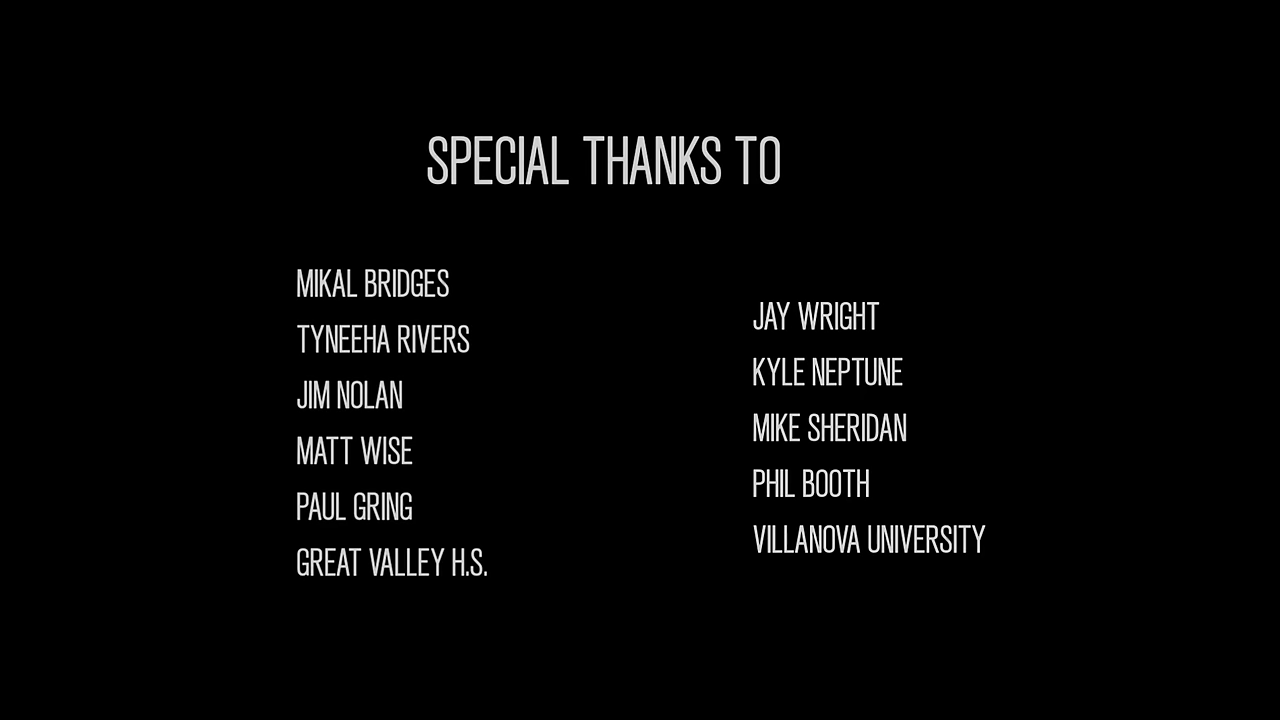 SPECIAL THANKS TO
MIKAL BRIDGES
TYNEEHA RIVERS
JIM NOLAN
MATT WISE
PAUL GRING
GREAT VALLEY H.S.
JAY WRIGHT
KYLE NEPTUNE
MIKE SHERIDAN
PHIL BOOTH
VILLANOVA UNIVERSITY